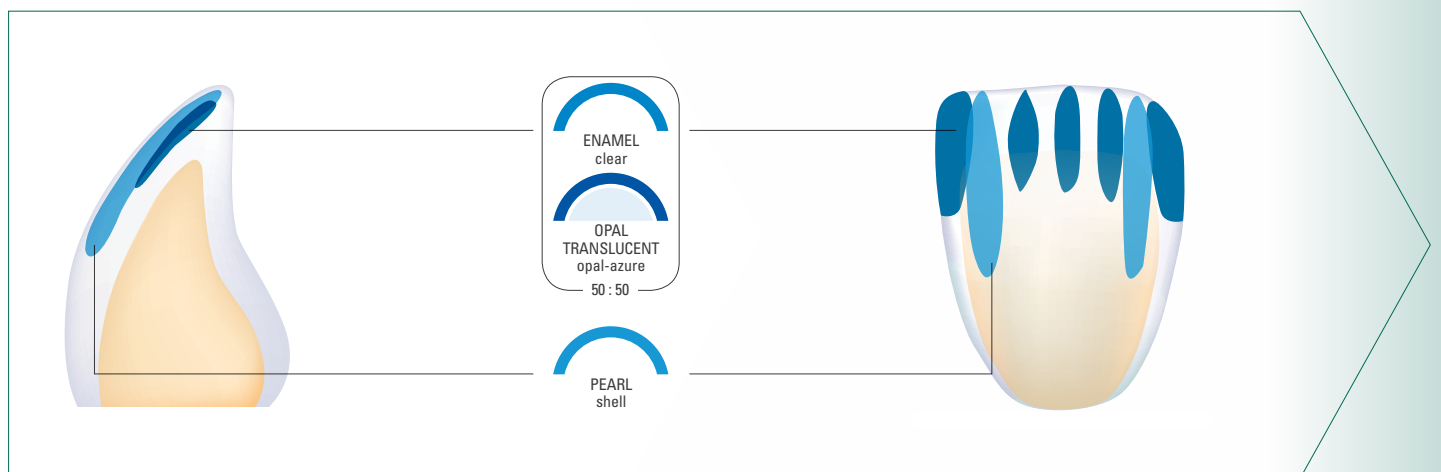 ENAMEL
clear
OPAL
TRANSLUCENT
opal-azure
50 : 50
PEARL
shell